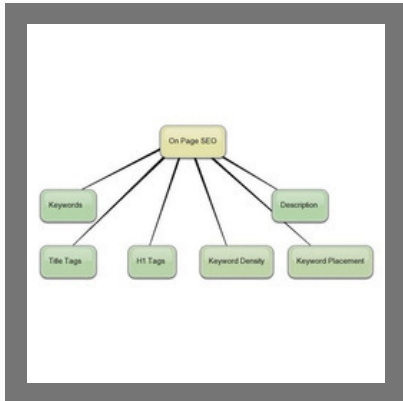 On Page SEO
Keywords
Description
Title Tags
H1 Tags
Keyword Density
Keyword Placement